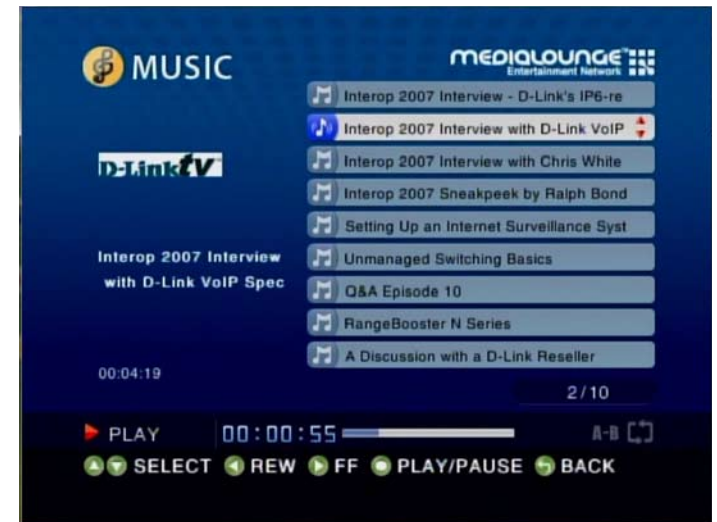 MUSIC
MEDIALOUNGE
Entertainment Network
D-Link tv
Interop 2007 Interview
with D-Link VoIP Spec
00:04:19
Interop 2007 Interview - D-Link's IP6-re
Interop 2007 Interview with D-Link VoIP
Interop 2007 Interview with Chris White
Interop 2007 Sneakpeek by Ralph Bond
Setting Up an Internet Surveillance Syst
Unmanaged Switching Basics
Q&A Episode 10
RangeBooster N Series
A Discussion with a D-Link Reseller
2/10
PLAY 00:00:55 A-B
SELECT REW FF PLAY/PAUSE BACK